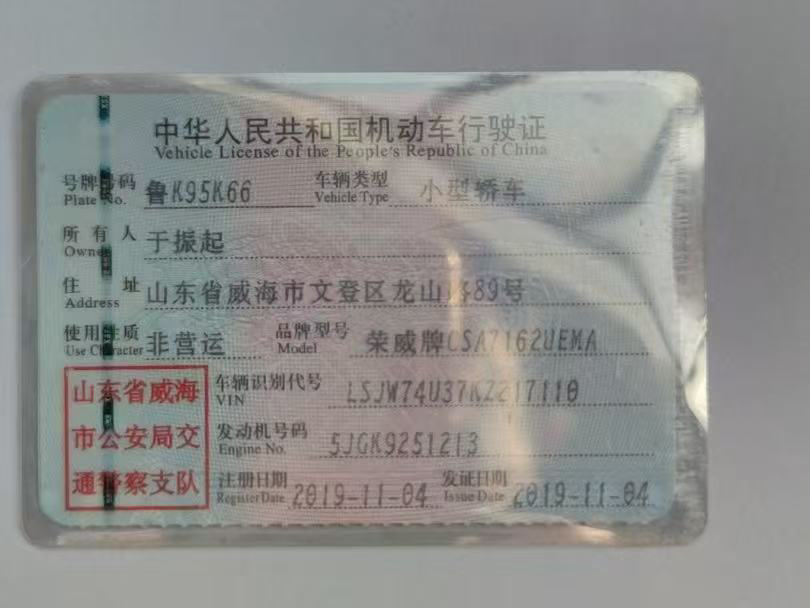 中华人民共和国机动车行驶证
Vehicle License of the People's Republic of China
号牌号码 鲁K95K66 车辆类型 小型轿车
Plate No. Vehicle Type
所有人 于振起
Owner
住址 山东省威海市文登区龙山 489号
Address
使用性质 非营运 品牌型号 荣威牌CSA7162UEMA
Use Character Model
山东省威海 车辆识别代号 LSJW74U37KZ217110
VIN
市公安局交 发动机号码 5JGK9251213
Engine No.
通警察支队 注册日期 2019-11-04 发证日期 2019-11-04
Register Date Issue Date